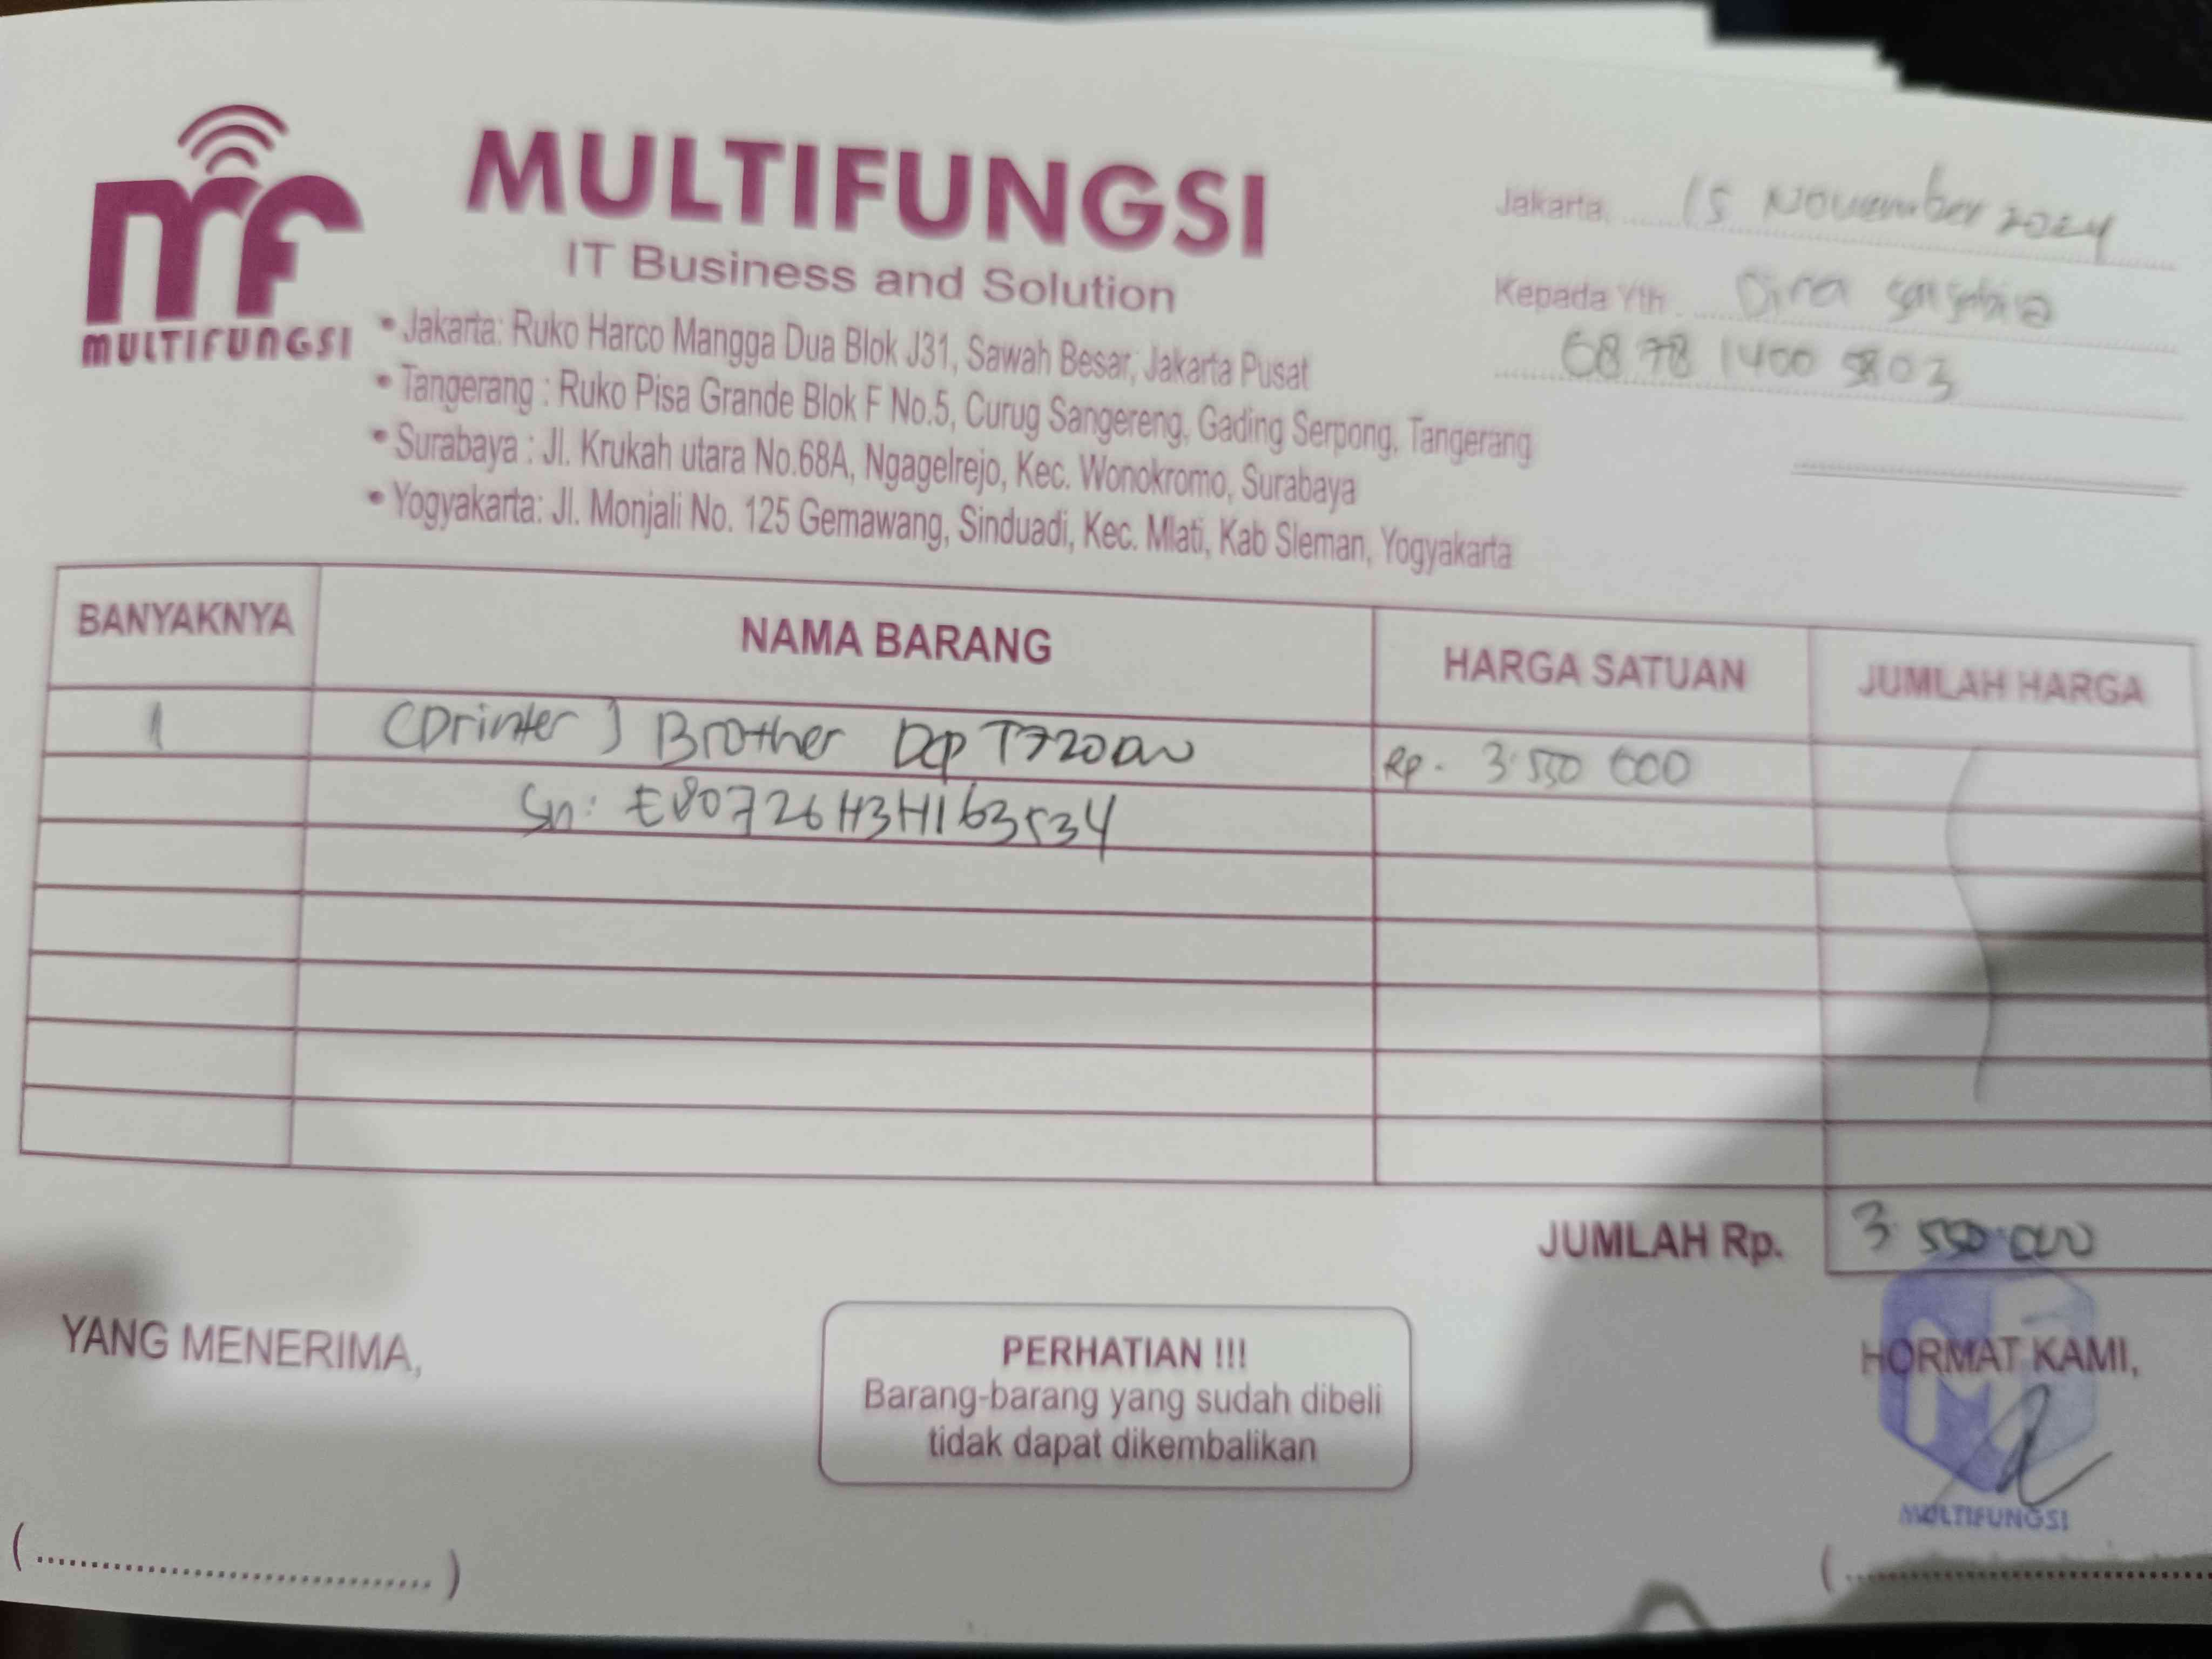 MULTIFUNGSI
IT Business and Solution
mf
MULTIFUNGSI
• Jakarta: Ruko Harco Mangga Dua Blok J31, Sawah Besar, Jakarta Pusat
• Tangerang : Ruko Pisa Grande Blok F No.5, Curug Sangereng, Gading Serpong, Tangerang
• Surabaya : Jl. Krukah utara No.68A, Ngagelrejo, Kec. Wonokromo, Surabaya
• Yogyakarta: Jl. Monjali No. 125 Gemawang, Sinduadi, Kec. Mlati, Kab Sleman, Yogyakarta
Jakarta, 15 November 2024
Kepada Yth. Dira
BANYAKNYA NAMA BARANG HARGA SATUAN JUMLAH HARGA
1 (Printer) Brother Dcp T720DW Rp. 3.550 000
Sn: E80726H3H163534
JUMLAH Rp. 3.550.000
YANG MENERIMA,
PERHATIAN !!!
Barang-barang yang sudah dibeli
tidak dapat dikembalikan
HORMAT KAMI,
MULTIFUNGSI
(..............................)
(..............................